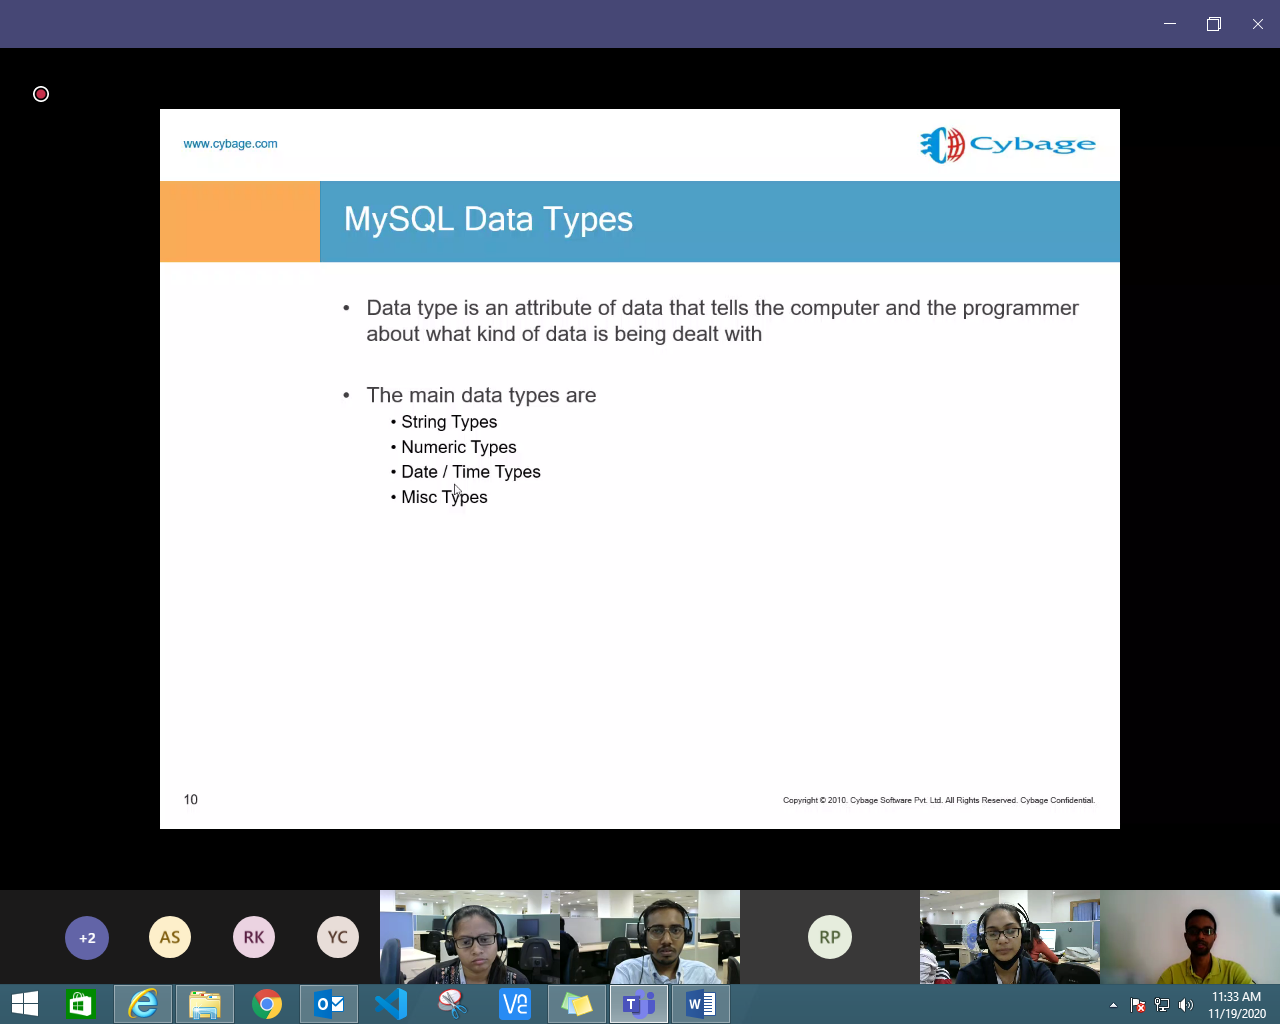 www.cybage.com
Cybage
MySQL Data Types
• Data type is an attribute of data that tells the computer and the programmer
about what kind of data is being dealt with
• The main data types are
• String Types
• Numeric Types
• Date / Time Types
• Misc Types
10
Copyright © 2010. Cybage Software Pvt. Ltd. All Rights Reserved. Cybage Confidential.
+2
AS
RK
YC
RP
11:33 AM
11/19/2020